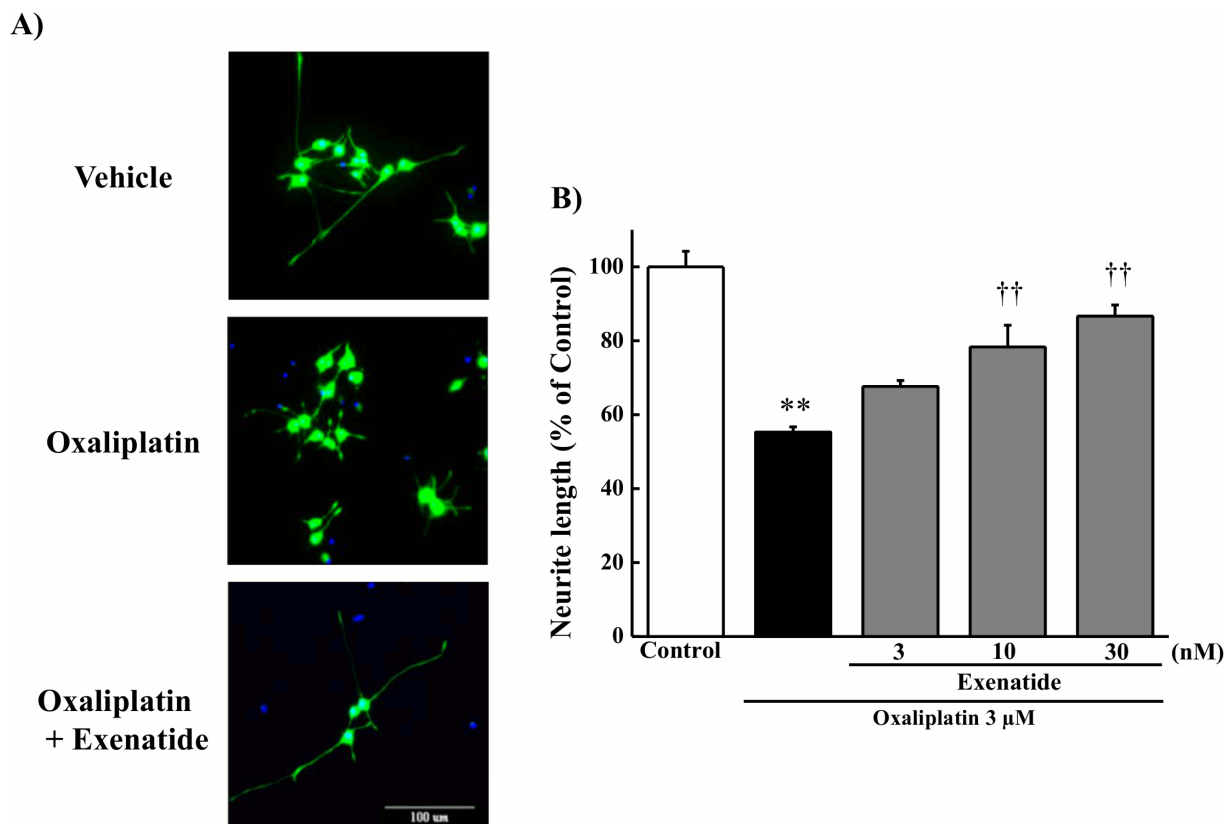 A)
Vehicle
Oxaliplatin
Oxaliplatin
+ Exenatide
100 um
B)
Neurite length (% of Control)
100
80
60
40
20
0
**
††
††
Control
3
10
30
(nM)
Exenatide
Oxaliplatin 3 µM